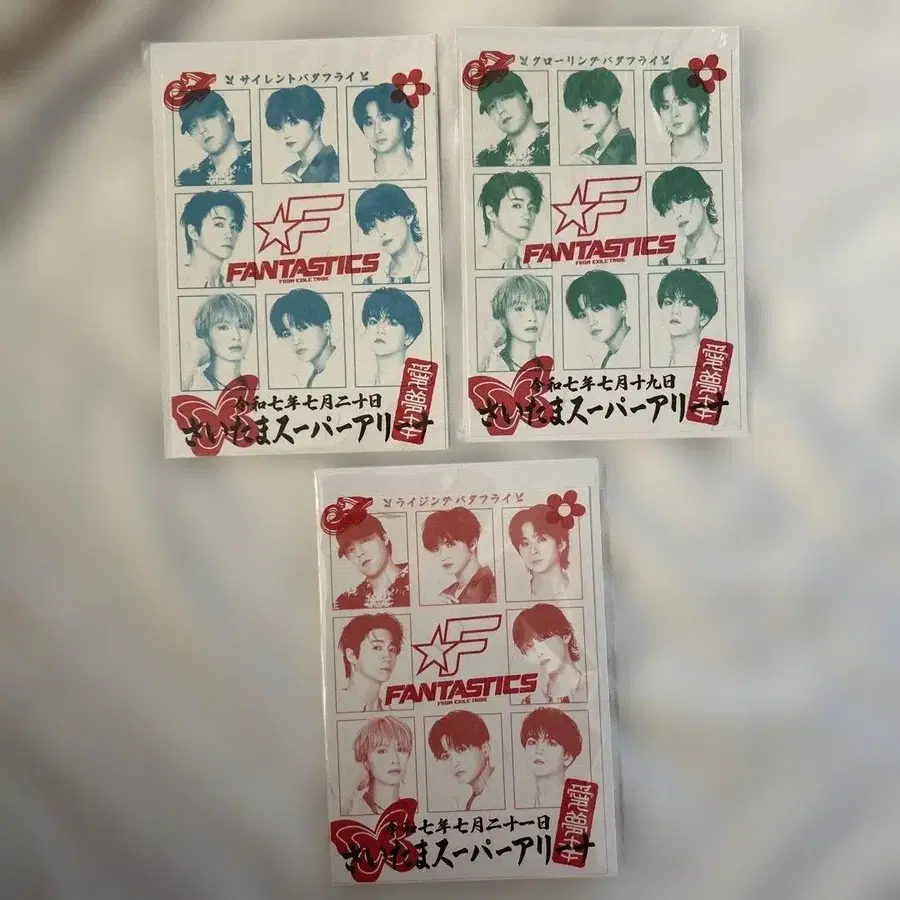 サイレントバタフライ
FANTASTICS
FROM EXILE TRIBE
令和七年七月二十日
さいたまスーパーアリーナ
クローリングバタフライ
FANTASTICS
FROM EXILE TRIBE
令和七年七月十九日
さいたまスーパーアリーナ
ライジングバタフライ
FANTASTICS
FROM EXILE TRIBE
令和七年七月二十一日
さいたまスーパーアリーナ